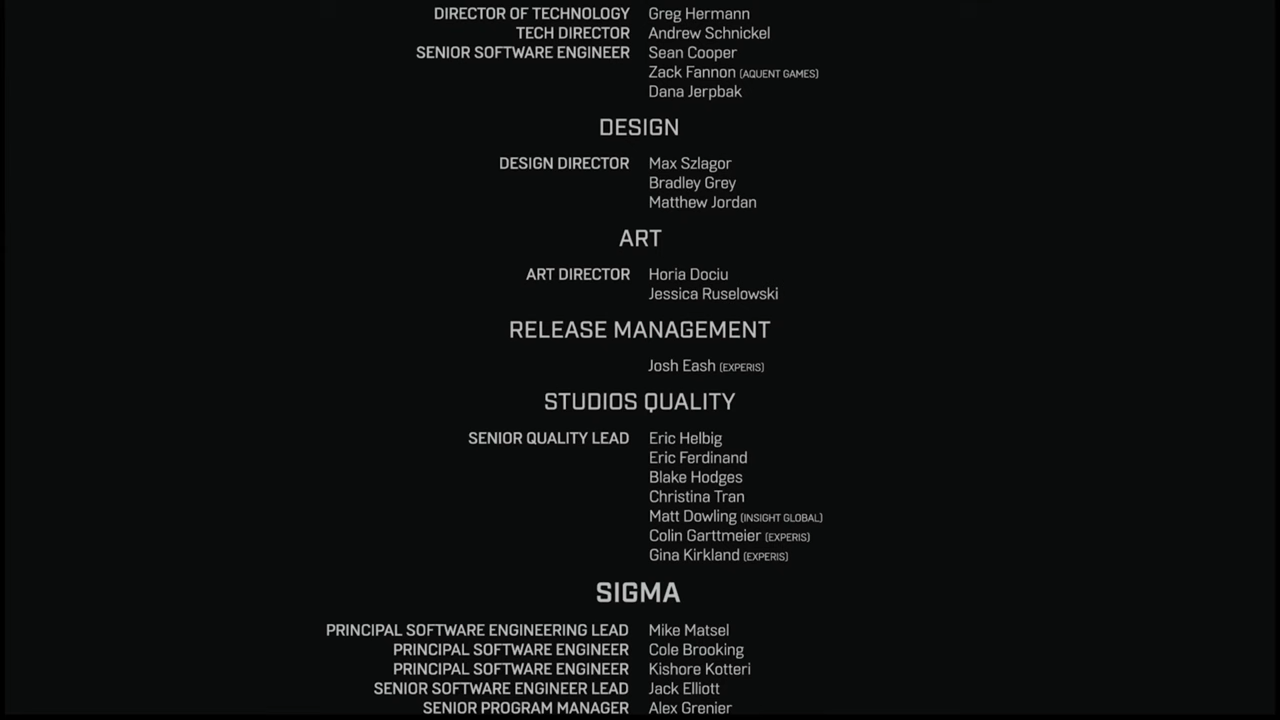 DIRECTOR OF TECHNOLOGY Greg Hermann
TECH DIRECTOR Andrew Schnickel
SENIOR SOFTWARE ENGINEER Sean Cooper
Zack Fannon (AQUENT GAMES)
Dana Jerpbak
DESIGN
DESIGN DIRECTOR Max Szlagor
Bradley Grey
Matthew Jordan
ART
ART DIRECTOR Horia Dociu
Jessica Ruselowski
RELEASE MANAGEMENT
Josh Eash (EXPERIS)
STUDIOS QUALITY
SENIOR QUALITY LEAD Eric Helbig
Eric Ferdinand
Blake Hodges
Christina Tran
Matt Dowling (INSIGHT GLOBAL)
Colin Garttmeier (EXPERIS)
Gina Kirkland (EXPERIS)
SIGMA
PRINCIPAL SOFTWARE ENGINEERING LEAD Mike Matsel
PRINCIPAL SOFTWARE ENGINEER Cole Brooking
PRINCIPAL SOFTWARE ENGINEER Kishore Kotteri
SENIOR SOFTWARE ENGINEER LEAD Jack Elliott
SENIOR PROGRAM MANAGER Alex Grenier